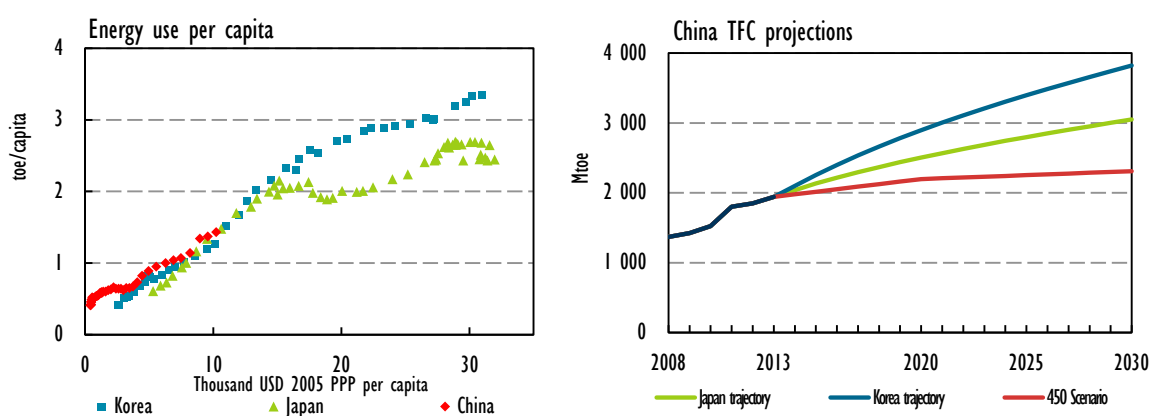 Energy use per capita
toe/capita
4
3
2
1
0
0 10 20 30
Thousand USD 2005 PPP per capita
Korea Japan China
China TFC projections
Mtoe
4 000
3 000
2 000
1 000
0
2008 2013 2020 2025 2030
Japan trajectory Korea trajectory 450 Scenario